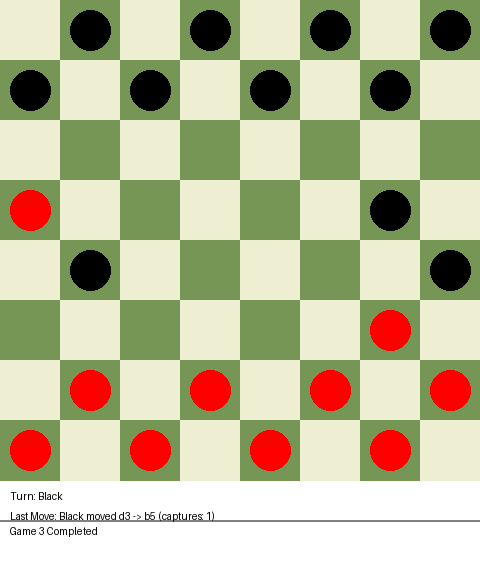 Turn: Black
Last Move: Black moved d3 -> b5 (captures: 1)
Game 3 Completed